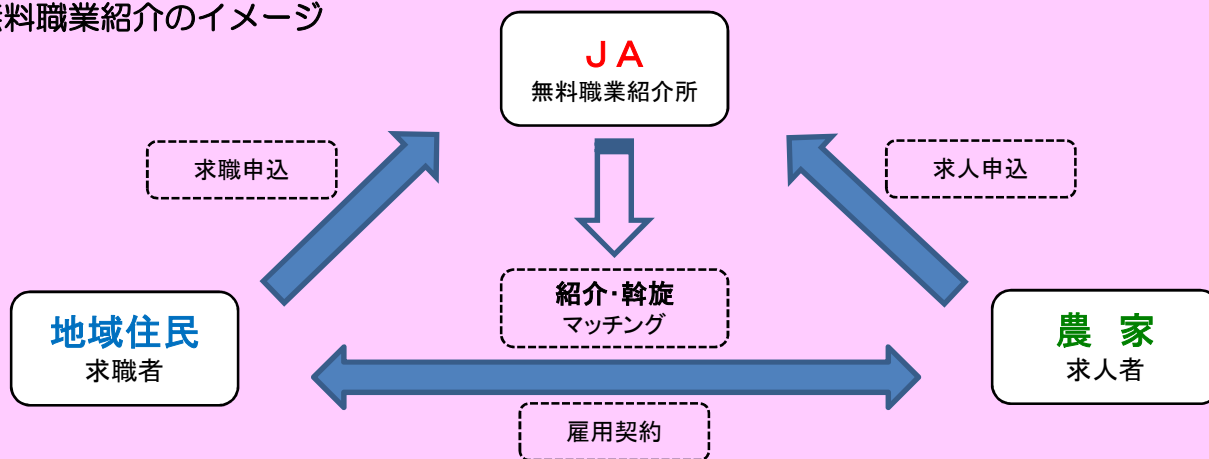 料職業紹介のイメージ
ＪＡ
無料職業紹介所
求職申込
求人申込
紹介･斡旋
マッチング
地域住民
求職者
農　家
求人者
雇用契約